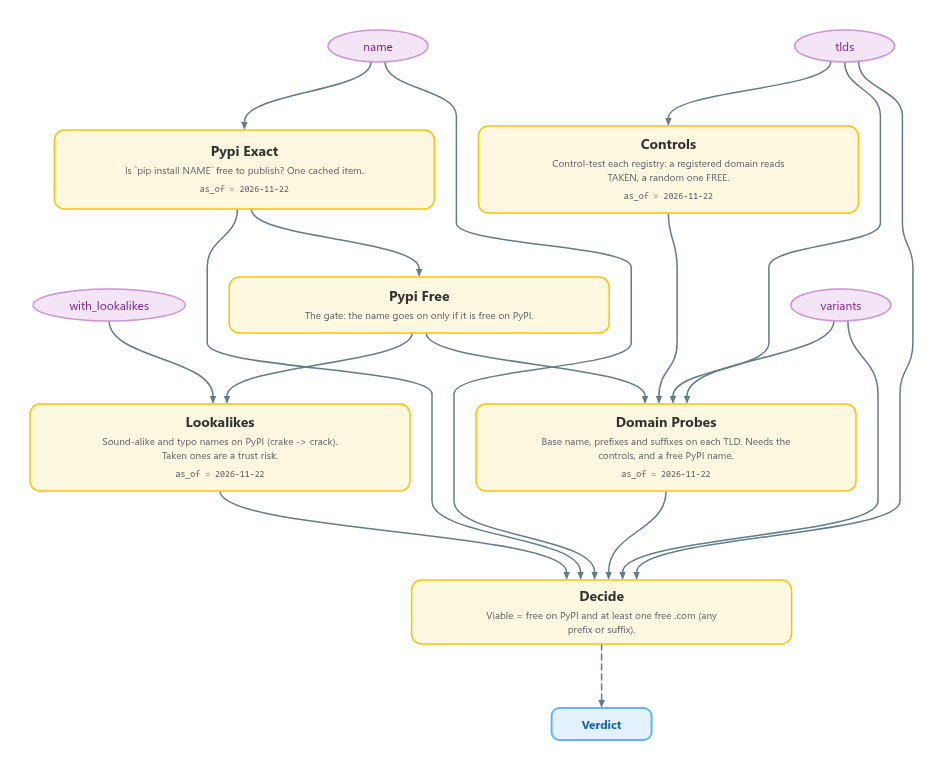 name
tlds
Pypi Exact
Is `pip install NAME` free to publish? One cached item.
as_of = 2026-11-22
Controls
Control-test each registry: a registered domain reads
TAKEN, a random one FREE.
as_of = 2026-11-22
Pypi Free
The gate: the name goes on only if it is free on PyPI.
with_lookalikes
variants
Lookalikes
Sound-alike and typo names on PyPI (crake -> crack).
Taken ones are a trust risk.
as_of = 2026-11-22
Domain Probes
Base name, prefixes and suffixes on each TLD. Needs the
controls, and a free PyPI name.
as_of = 2026-11-22
Decide
Viable = free on PyPI and at least one free .com (any
prefix or suffix).
Verdict